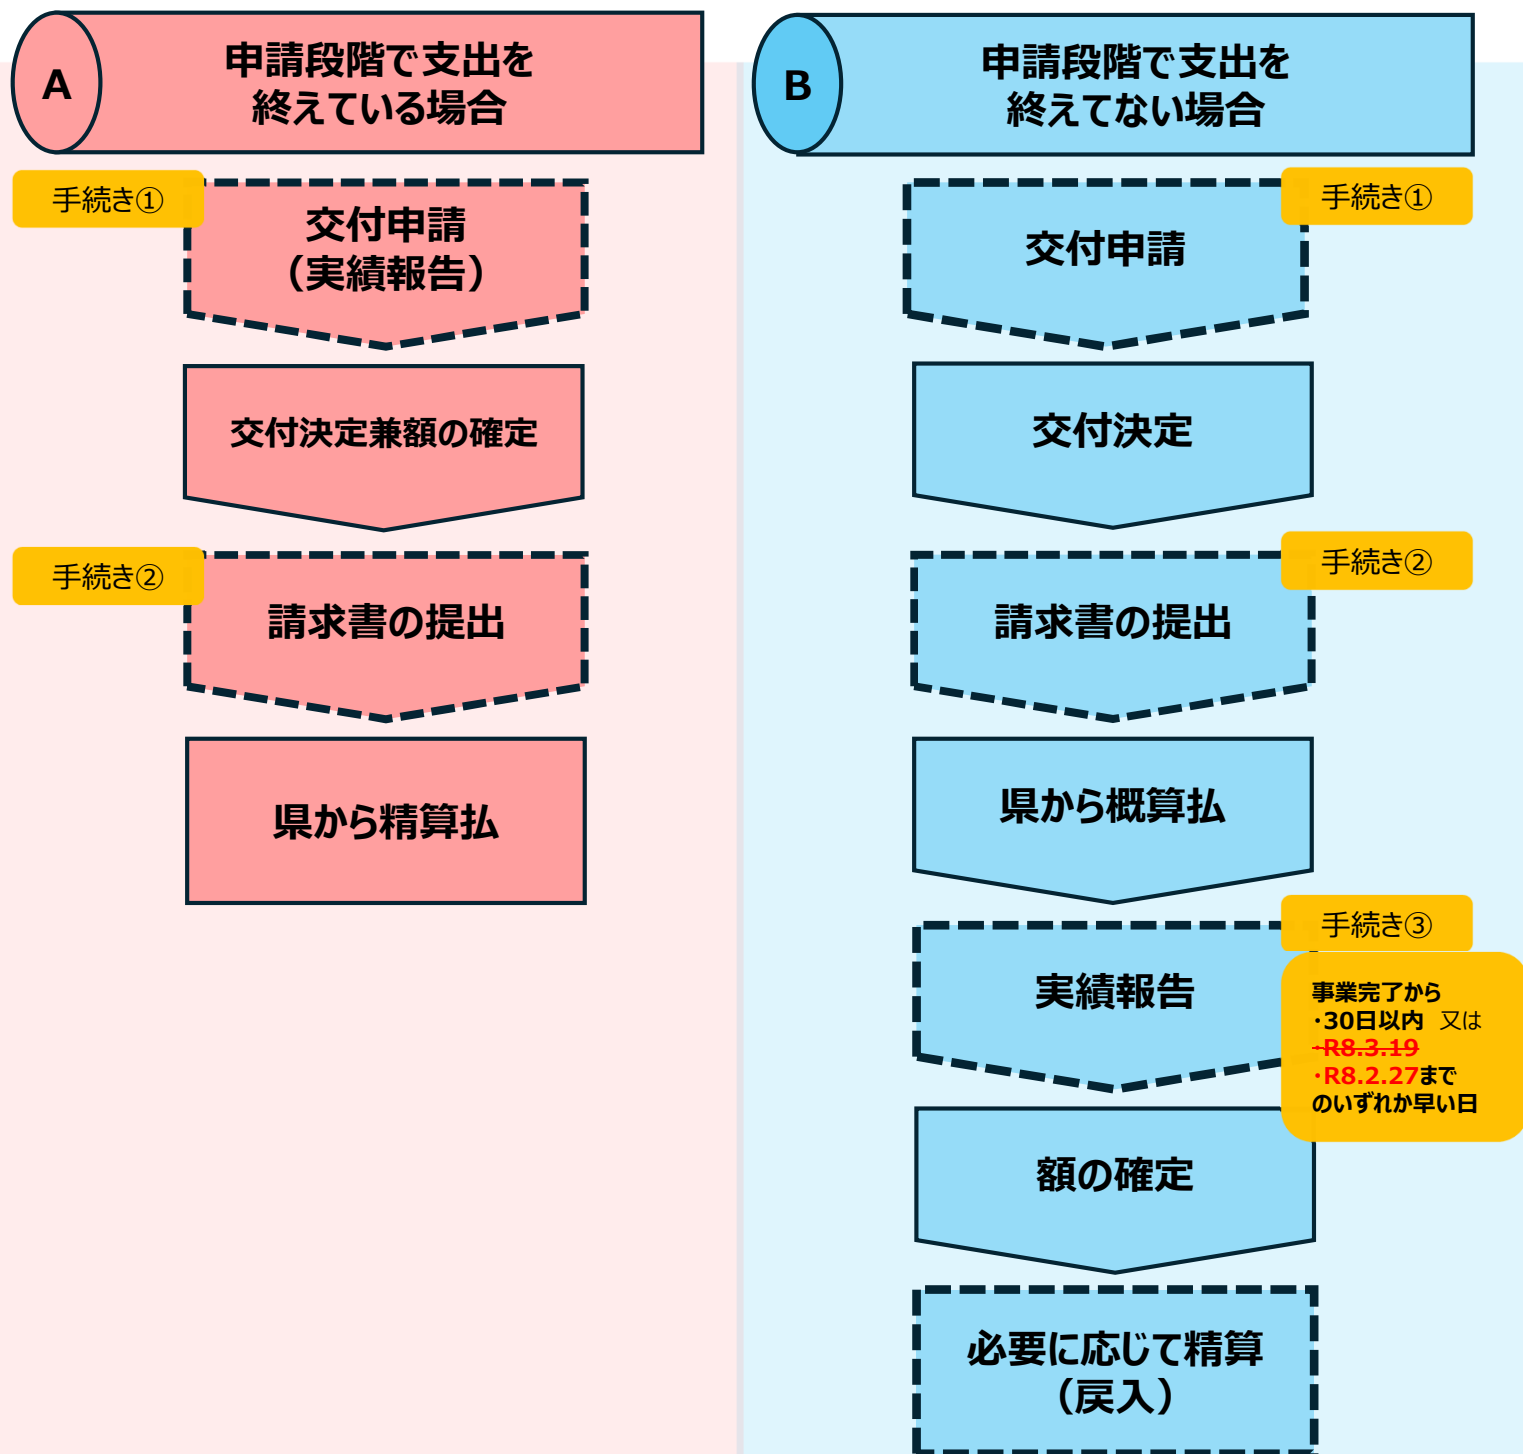 A
申請段階で支出を
終えている場合
手続き①
交付申請
（実績報告）
交付決定兼額の確定
手続き②
請求書の提出
県から精算払
B
申請段階で支出を
終えてない場合
手続き①
交付申請
交付決定
手続き②
請求書の提出
県から概算払
手続き③
実績報告
事業完了から
・30日以内　又は
・R8.3.19
・R8.2.27まで
のいずれか早い日
額の確定
必要に応じて精算
（戻入）